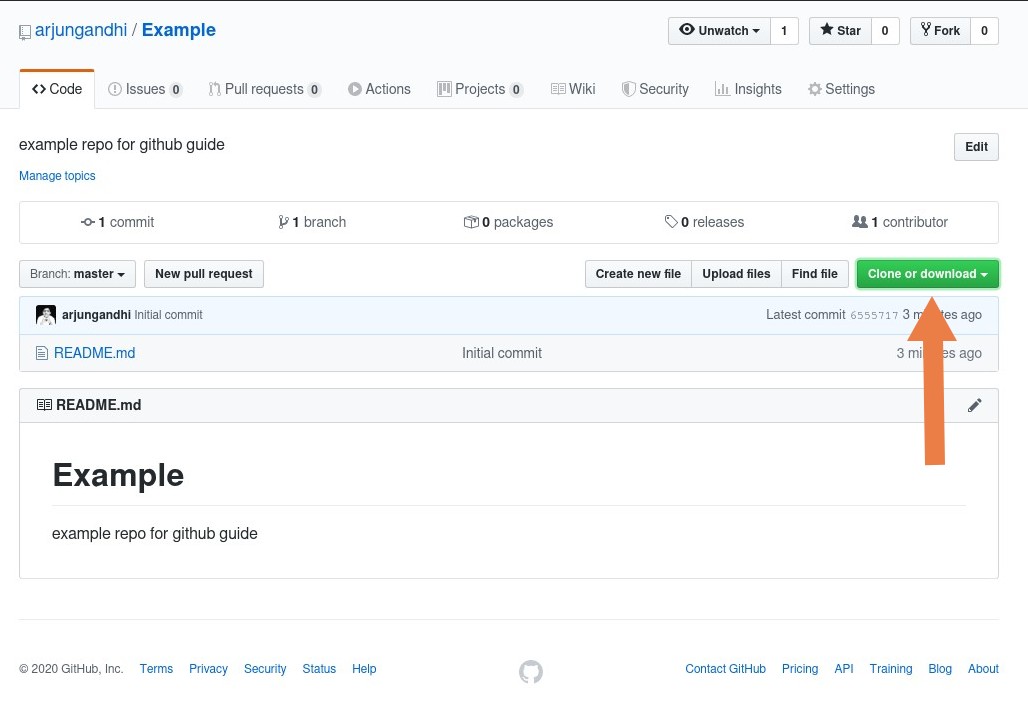 arjungandhi / Example Unwatch 1 Star 0 Fork 0
Code Issues 0 Pull requests 0 Actions Projects 0 Wiki Security Insights Settings
example repo for github guide Edit
Manage topics
1 commit 1 branch 0 packages 0 releases 1 contributor
Branch: master New pull request Create new file Upload files Find file Clone or download
arjungandhi Initial commit Latest commit 6555717 3 ago
README.md Initial commit 3 ago
README.md
Example
example repo for github guide
© 2020 GitHub, Inc. Terms Privacy Security Status Help Contact GitHub Pricing API Training Blog About